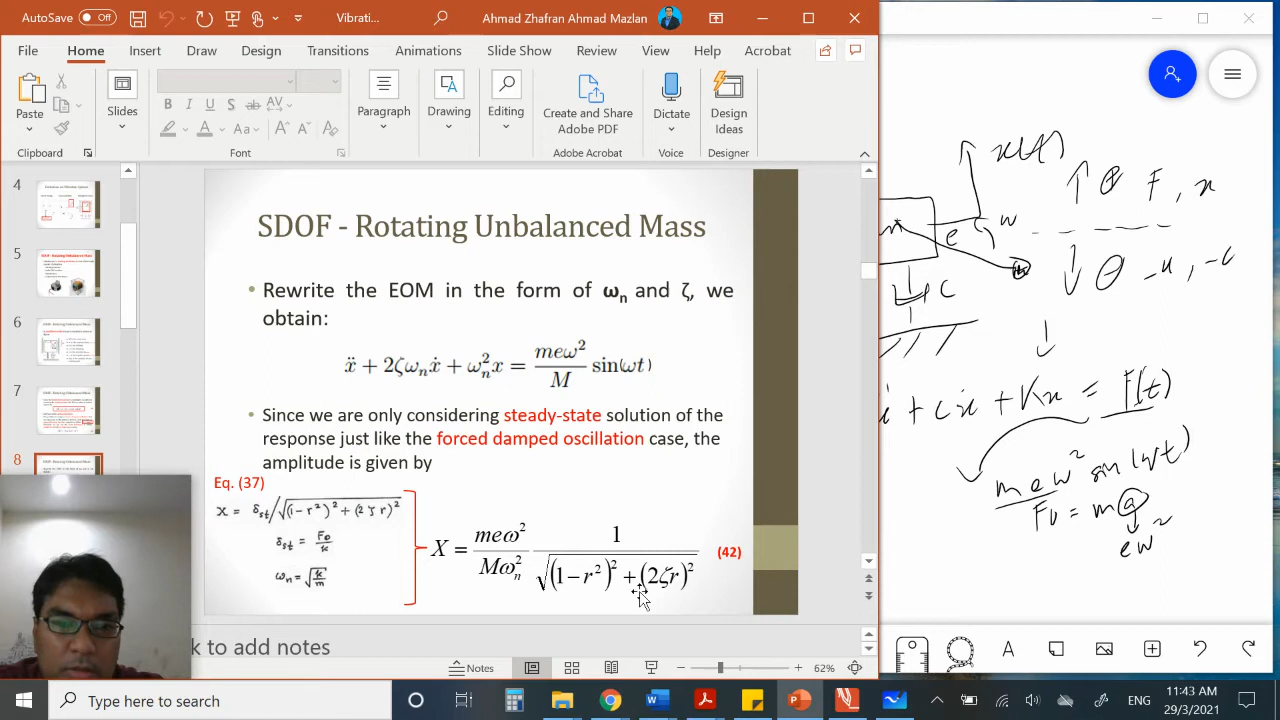 AutoSave
Off
Vibrati...
Ahmad Zhafran Ahmad Mazlan
File
Home
Insert
Draw
Design
Transitions
Animations
Slide Show
Review
View
Help
Acrobat
Paste
Slides
Paragraph
Drawing
Editing
Create and Share
Adobe PDF
Dictate
Design
Ideas
B I U S ab AV
Aa
Clipboard
Font
Adobe Acrobat
Voice
Designer
4
5
6
7
8
SDOF - Rotating Unbalanced Mass
• Rewrite the EOM in the form of ωn and ζ, we
obtain:
ẍ + 2ζωnẋ + ωn²x = meω²/M sin(ωt)
• Since we are only considering steady-state solution of the
response just like the forced damped oscillation case, the
amplitude is given by
Eq. (37)
X = δst/√(1-r²)² + (2ζr)²
δst = F0/k
ωn = √k/m
X = meω²/Mωn² 1/√(1-r²)² + (2ζr)² (42)
k to add notes
Notes
62%
x(t)
⊕ F, x
w
e
m
⊖ -k, -c
c
+ cẋ + Kx = F(t)
meω² sin(ωt)
F0 = ma
eω²
A
Type here to search
ENG
11:43 AM
29/3/2021